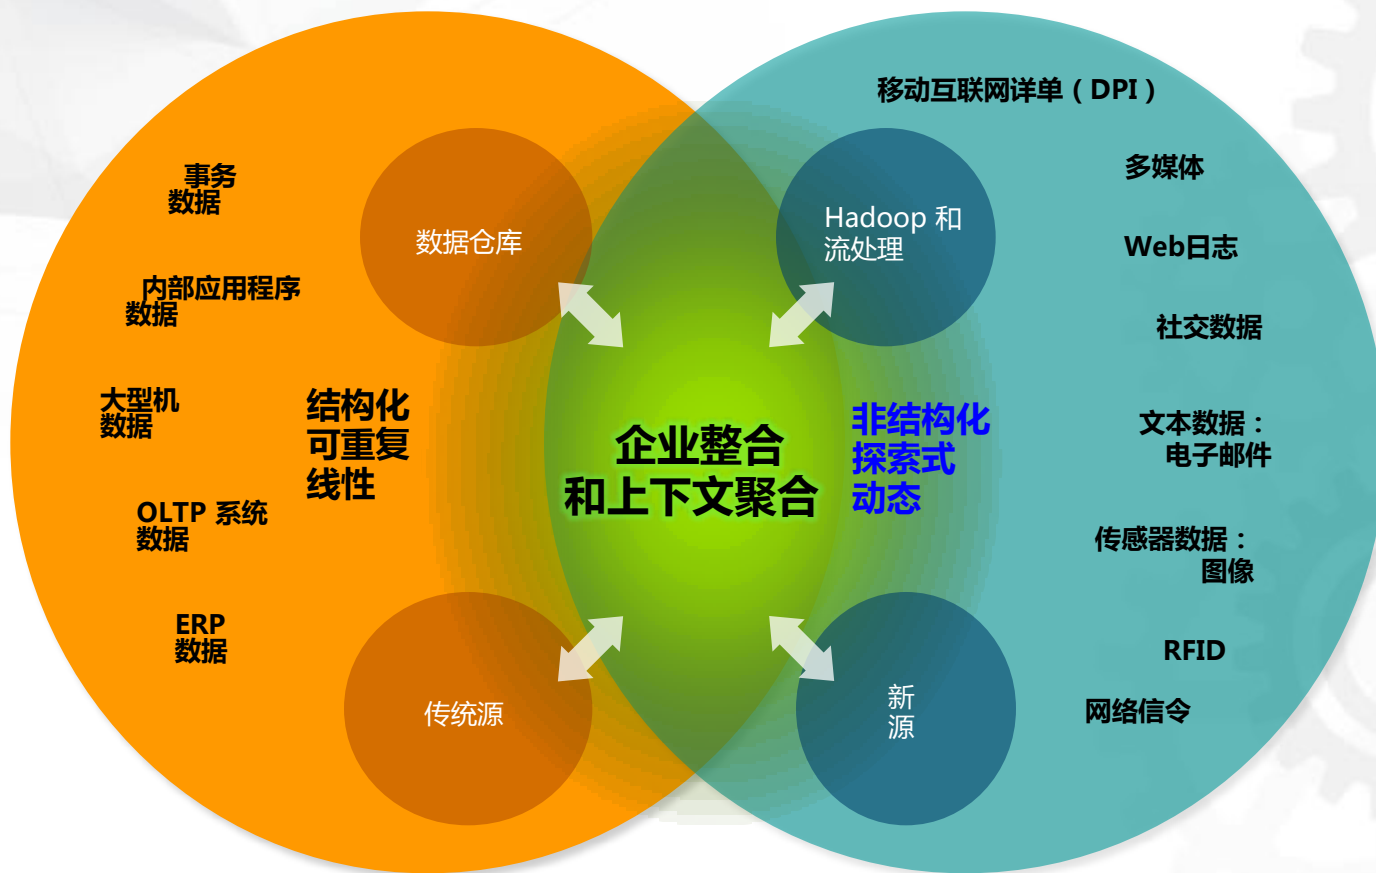 事务
数据
内部应用程序
数据
大型机
数据
OLTP 系统
数据
ERP
数据
数据仓库
结构化
可重复
线性
传统源
企业整合
和上下文聚合
Hadoop 和
流处理
非结构化
探索式
动态
新
源
移动互联网详单（DPI）
多媒体
Web日志
社交数据
文本数据：
电子邮件
传感器数据：
图像
RFID
网络信令